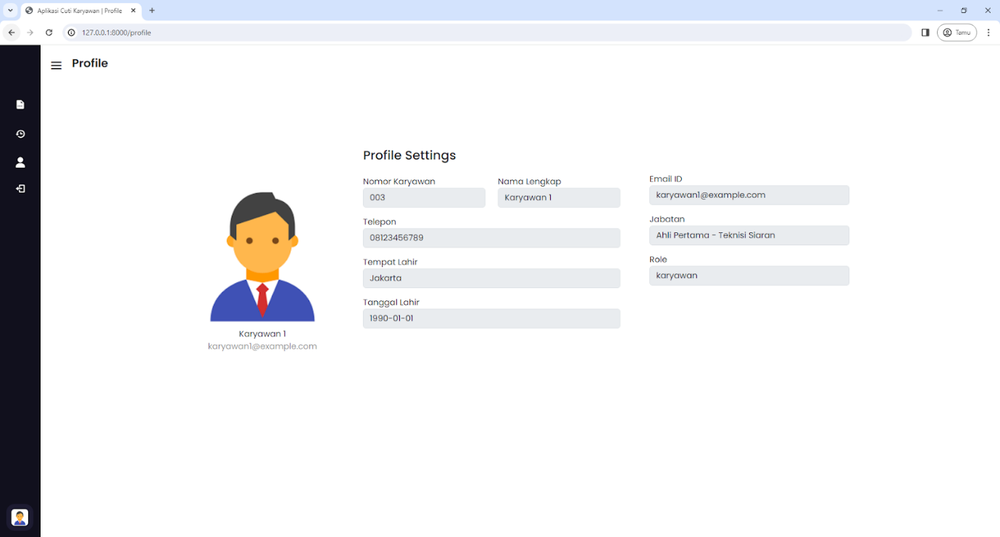 Aplikasi Cuti Karyawan | Profile
127.0.0.1:8000/profile
Tamu
Profile
Profile Settings
Nomor Karyawan
003
Nama Lengkap
Karyawan 1
Telepon
08123456789
Tempat Lahir
Jakarta
Tanggal Lahir
1990-01-01
Email ID
karyawan1@example.com
Jabatan
Ahli Pertama - Teknisi Siaran
Role
karyawan
Karyawan 1
karyawan1@example.com